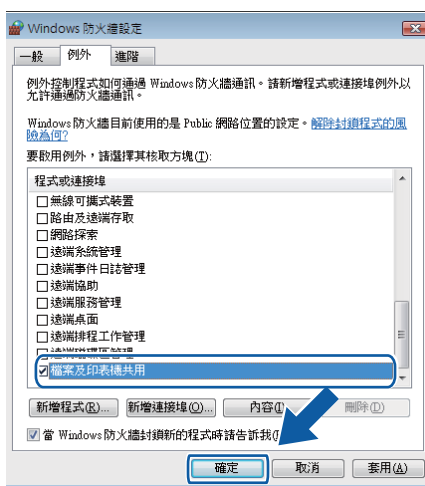 Windows 防火牆設定
一般 例外 進階
例外控制程式如何通過 Windows 防火牆通訊。請新增程式或連接埠例外以
允許通過防火牆通訊。
Windows 防火牆目前使用的是 Public 網路位置的設定。解除封鎖程式的風
險為何?
要啟用例外，請選擇其核取方塊(T):
程式或連接埠
無線可攜式裝置
路由及遠端存取
網路探索
遠端系統管理
遠端事件日誌管理
遠端協助
遠端服務管理
遠端桌面
遠端排程工作管理
檔案及印表機共用
新增程式(R)... 新增連接埠(O)... 內容(I) 刪除(D)
當 Windows 防火牆封鎖新的程式時請告訴我
確定 取消 套用(A)